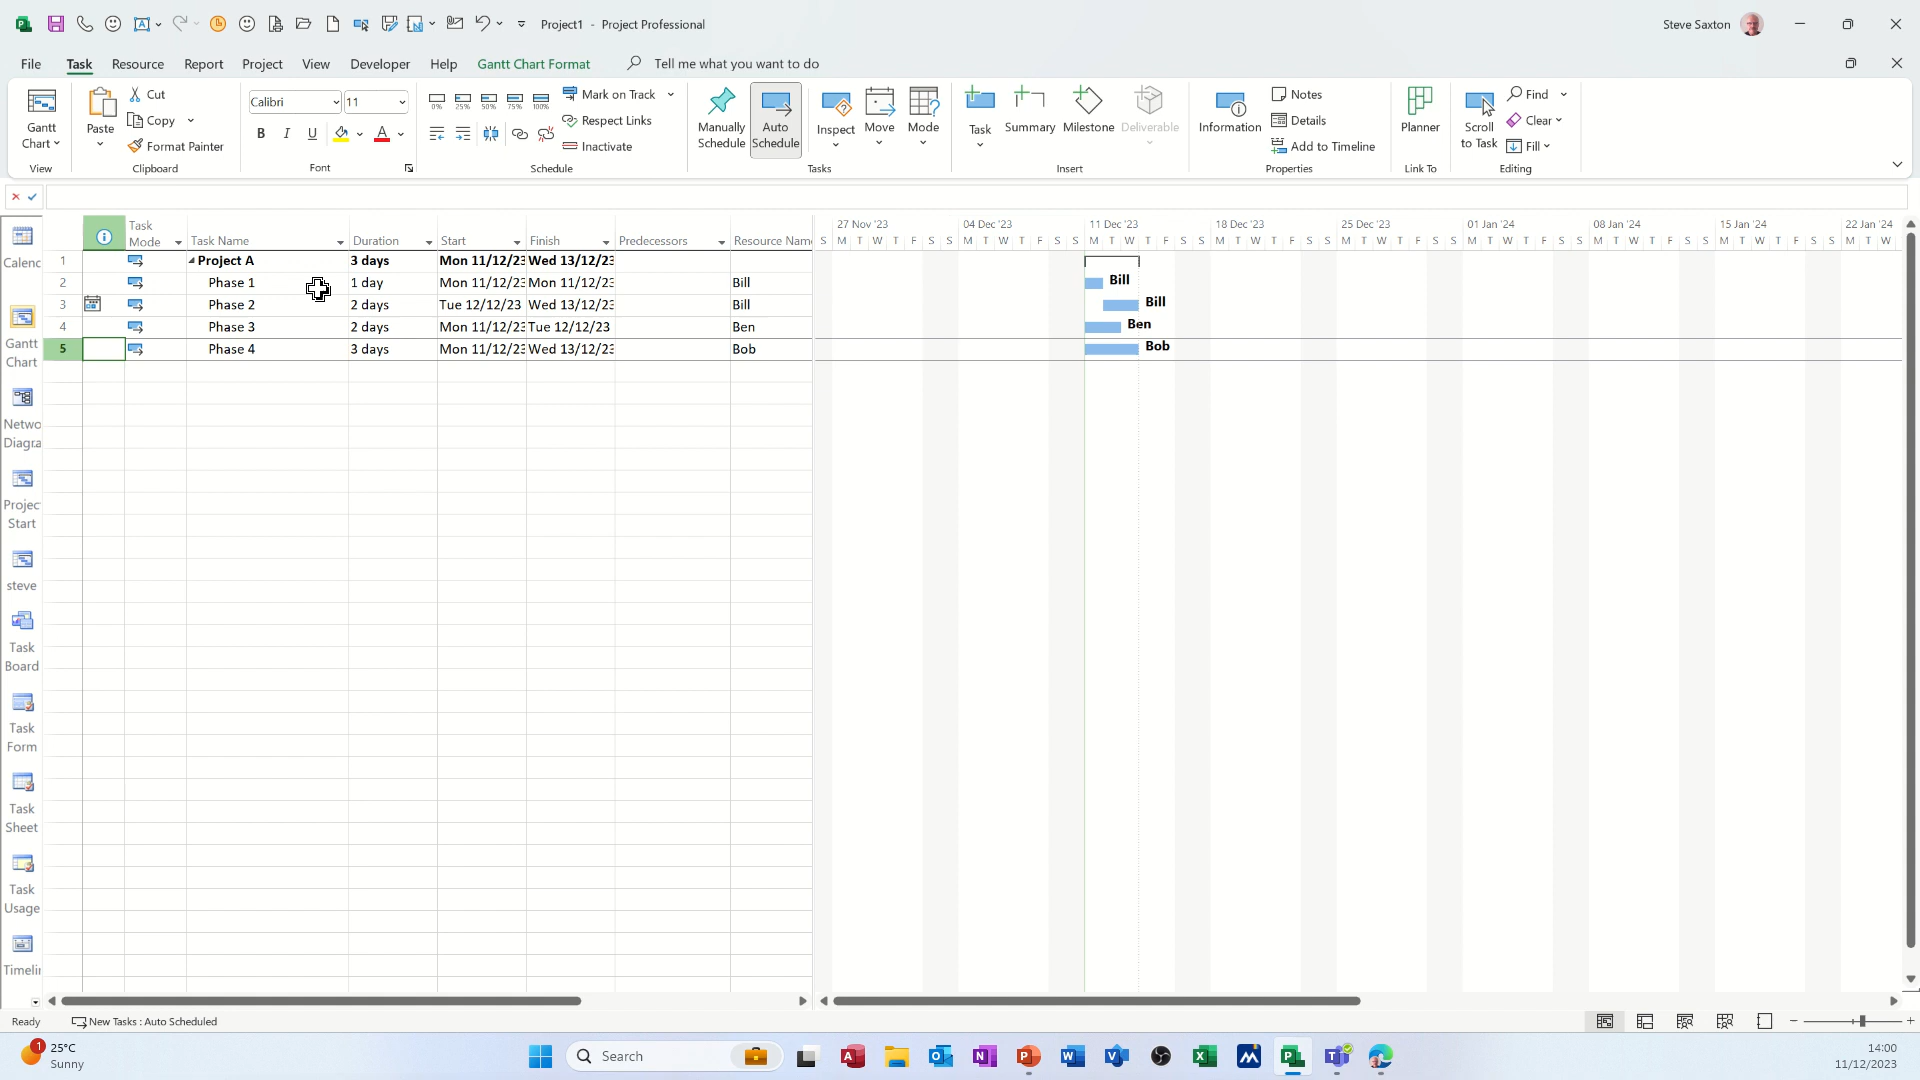 Project1 - Project Professional
Steve Saxton
File Task Resource Report Project View Developer Help Gantt Chart Format Tell me what you want to do
Gantt Chart
View
Paste
Cut
Copy
Format Painter
Clipboard
Calibri 11
B I U A
Font
0% 25% 50% 75% 100%
Mark on Track
Respect Links
Inactivate
Schedule
Manually Schedule
Auto Schedule
Inspect
Move
Mode
Tasks
Task
Summary
Milestone
Deliverable
Insert
Information
Notes
Details
Add to Timeline
Properties
Planner
Link To
Scroll to Task
Find
Clear
Fill
Editing
Task Mode Task Name Duration Start Finish Predecessors Resource Nam
27 Nov '23 04 Dec '23 11 Dec '23 18 Dec '23 25 Dec '23 01 Jan '24 08 Jan '24 15 Jan '24 22 Jan '24
S M T W T F S S M T W T F S S M T W T F S S M T W T F S S M T W T F S S M T W T F S S M T W T F S S M T W T F S S M T W
1 Project A 3 days Mon 11/12/23 Wed 13/12/23
2 Phase 1 1 day Mon 11/12/23 Mon 11/12/23 Bill
3 Phase 2 2 days Tue 12/12/23 Wed 13/12/23 Bill
4 Phase 3 2 days Mon 11/12/23 Tue 12/12/23 Ben
5 Phase 4 3 days Mon 11/12/23 Wed 13/12/23 Bob
Bill
Bill
Ben
Bob
Calenc
Gantt
Chart
Netwo
Diagra
Projec
Start
steve
Task
Board
Task
Form
Task
Sheet
Task
Usage
Timelin
Ready New Tasks : Auto Scheduled
1
25°C
Sunny
Search
14:00
11/12/2023